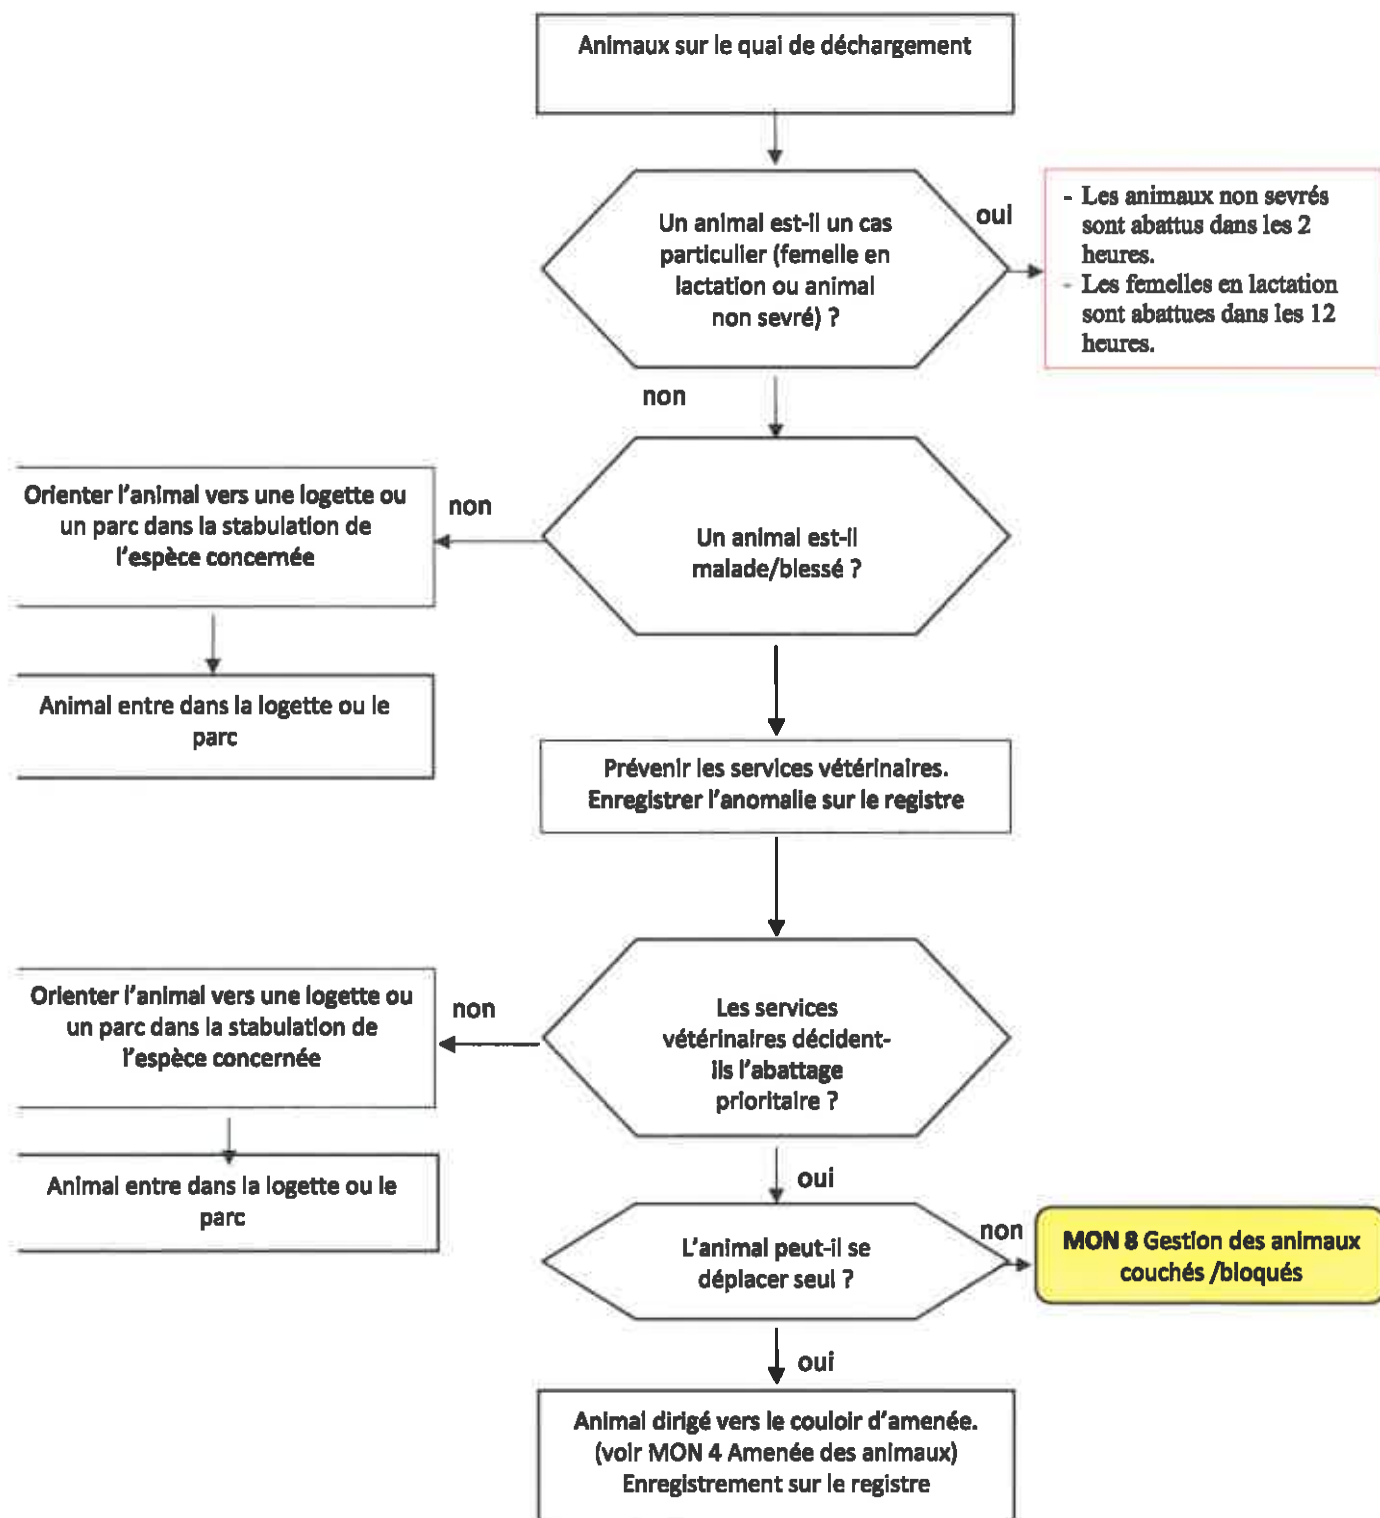 Animaux sur le quai de déchargement
Un animal est-il un cas
particulier (femelle en
lactation ou animal
non sevré) ?
oui
- Les animaux non sevrés
sont abattus dans les 2
heures.
- Les femelles en lactation
sont abattues dans les 12
heures.
non
Un animal est-il
malade/blessé ?
non
Orienter l'animal vers une logette ou
un parc dans la stabulation de
l'espèce concernée
Animal entre dans la logette ou le
parc
Prévenir les services vétérinaires.
Enregistrer l'anomalie sur le registre
Les services
vétérinaires décident-
ils l'abattage
prioritaire ?
non
Orienter l'animal vers une logette ou
un parc dans la stabulation de
l'espèce concernée
Animal entre dans la logette ou le
parc
oui
L'animal peut-il se
déplacer seul ?
non
MON 8 Gestion des animaux
couchés /bloqués
oui
Animal dirigé vers le couloir d'amenée.
(voir MON 4 Amenée des animaux)
Enregistrement sur le registre